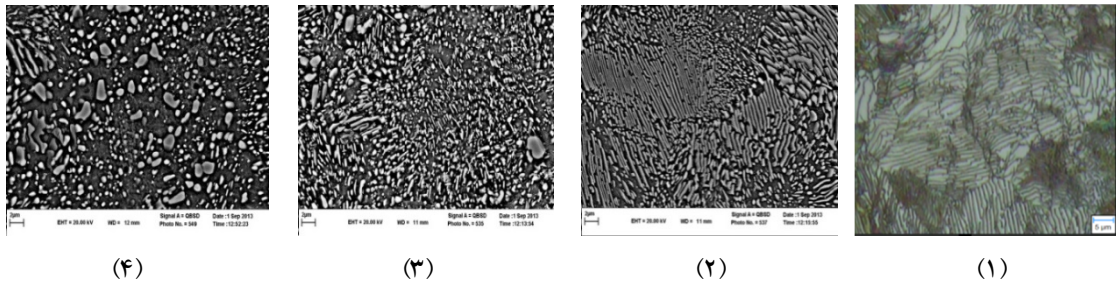 2μm
EHT = 20.00 kV WD = 12 mm Signal A = QBSD Date :1 Sep 2013
Photo No. = 549 Time :12:52:23
2μm
EHT = 20.00 kV WD = 11 mm Signal A = QBSD Date :1 Sep 2013
Photo No. = 535 Time :12:13:54
2μm
EHT = 20.00 kV WD = 11 mm Signal A = QBSD Date :1 Sep 2013
Photo No. = 537 Time :12:15:55
5 μm
(۴) (۳) (۲) (۱)